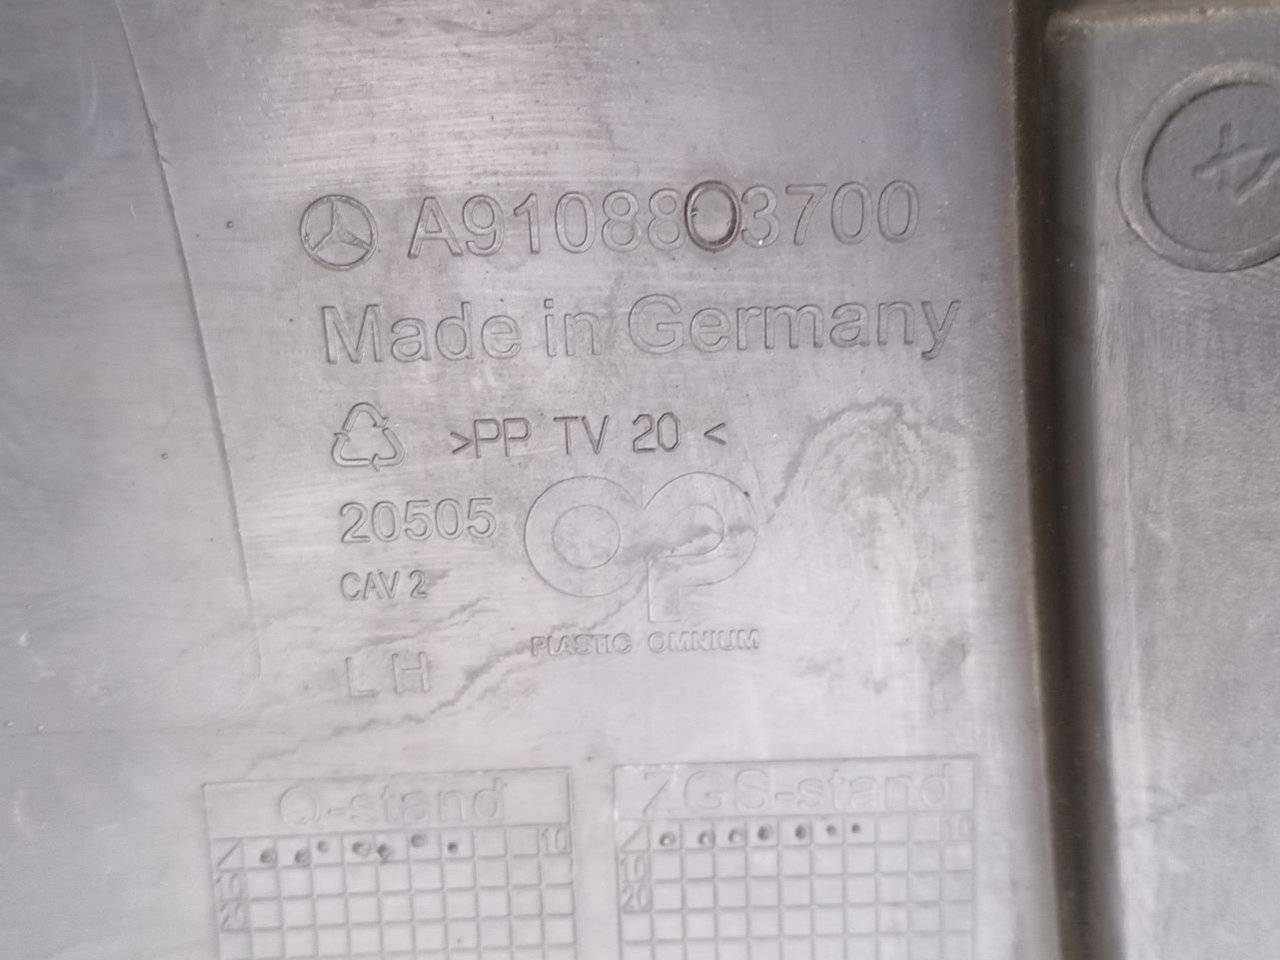 A9108803700
Made in Germany
>PP TV 20 <
20505
CAV 2
PLASTIC OMNIUM
LH
Q-stand
10
10
20
ZGS-stand
10
10
20